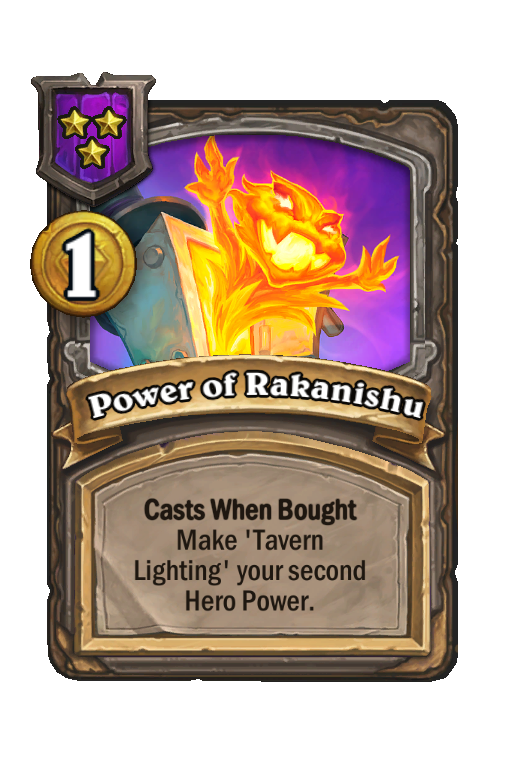 1
Power of Rakanishu
Casts When Bought
Make 'Tavern
Lighting' your second
Hero Power.